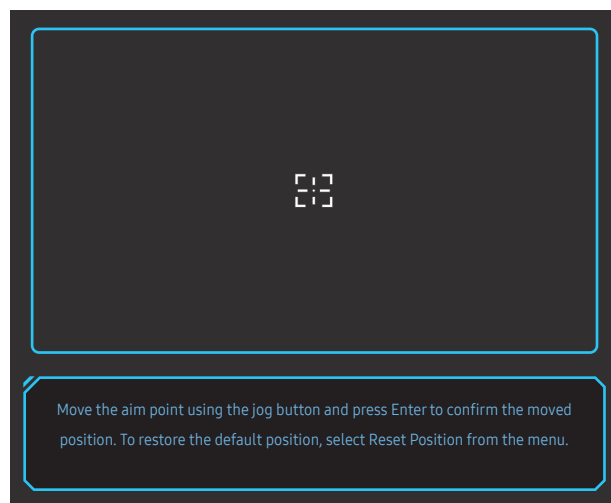 Move the aim point using the jog button and press Enter to confirm the moved
position. To restore the default position, select Reset Position from the menu.